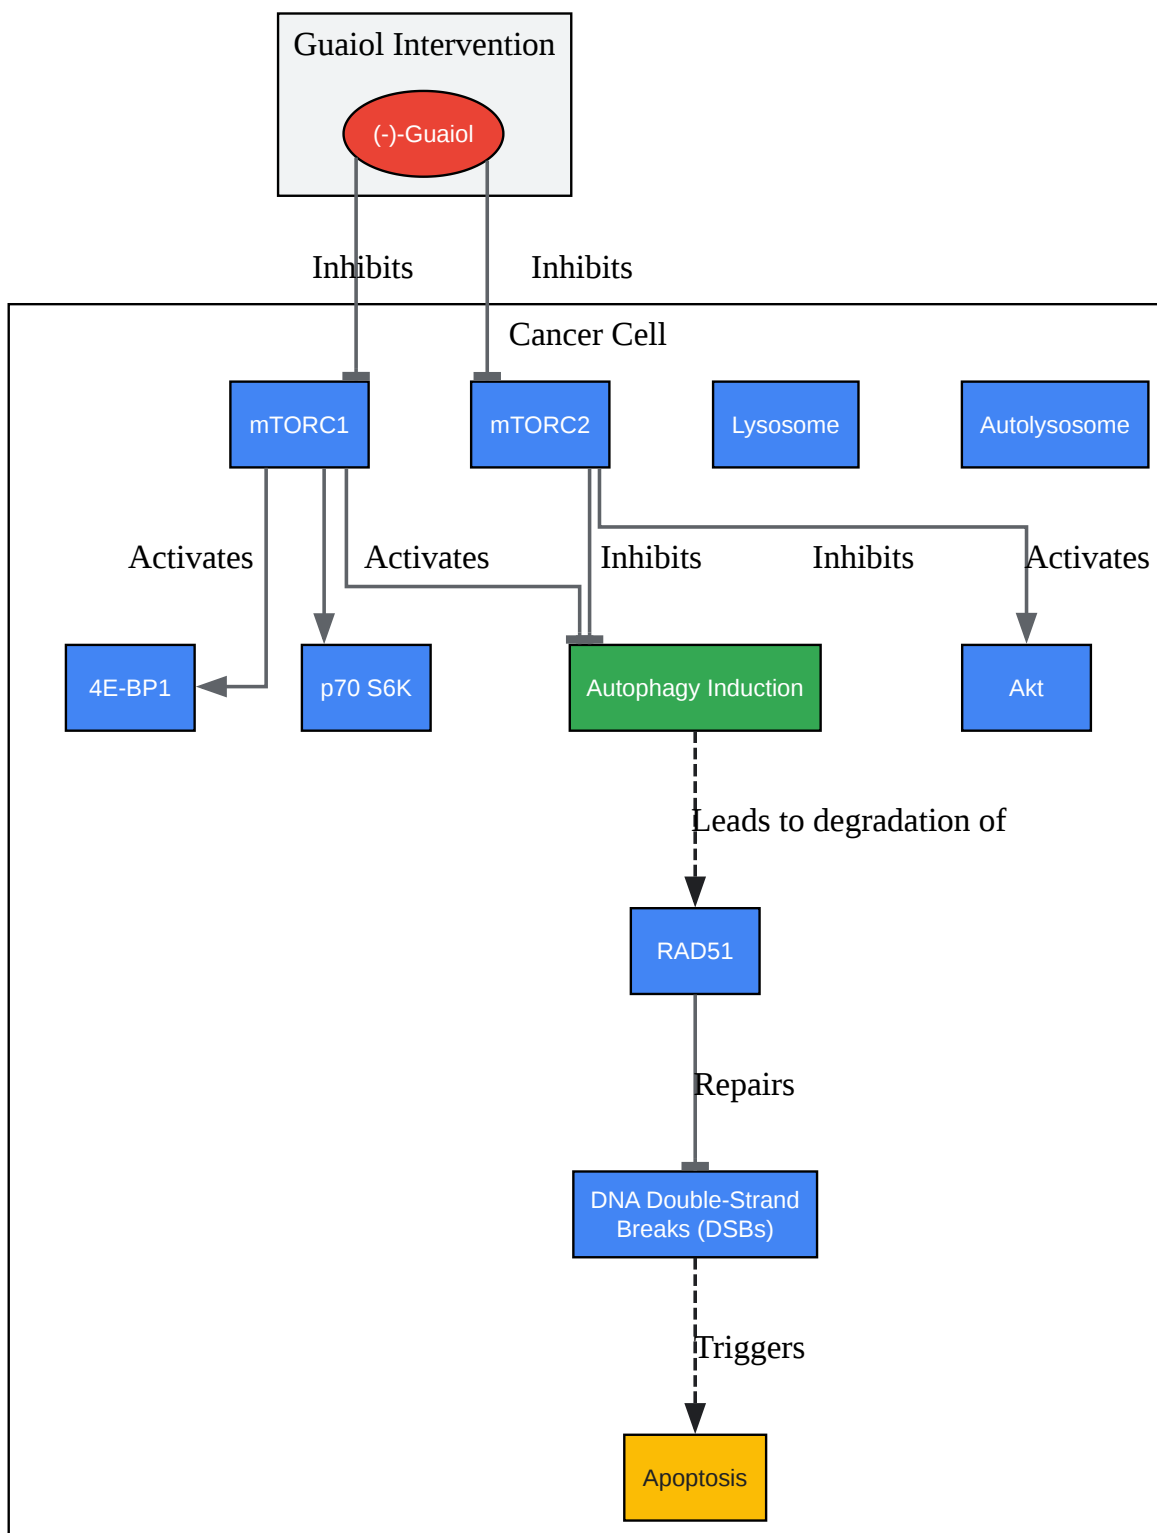 Guaiol Intervention
(-)-Guaiol
Inhibits
Inhibits
Cancer Cell
mTORC1
mTORC2
Lysosome
Autolysosome
Activates
Activates
Inhibits
Inhibits
Activates
4E-BP1
p70 S6K
Autophagy Induction
Akt
Leads to degradation of
RAD51
Repairs
DNA Double-Strand
Breaks (DSBs)
Triggers
Apoptosis